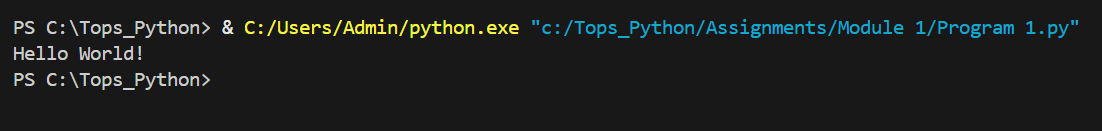 PS C:\Tops_Python> & C:/Users/Admin/python.exe "c:/Tops_Python/Assignments/Module 1/Program 1.py"
Hello World!
PS C:\Tops_Python>